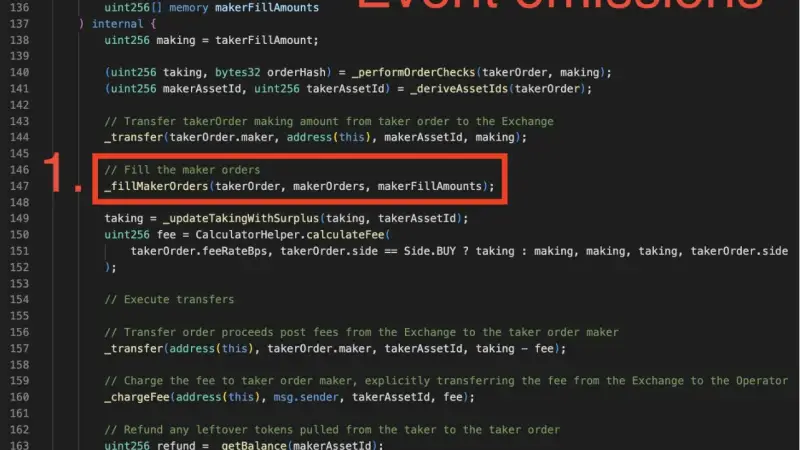 Event emissions
136 uint256[] memory makerFillAmounts
137 ) internal {
138 uint256 making = takerFillAmount;
139
140 (uint256 taking, bytes32 orderHash) = _performOrderChecks(takerOrder, making);
141 (uint256 makerAssetId, uint256 takerAssetId) = _deriveAssetIds(takerOrder);
142
143 // Transfer takerOrder making amount from taker order to the Exchange
144 _transfer(takerOrder.maker, address(this), makerAssetId, making);
145
1.
146 // Fill the maker orders
147 _fillMakerOrders(takerOrder, makerOrders, makerFillAmounts);
148
149 taking = _updateTakingWithSurplus(taking, takerAssetId);
150 uint256 fee = CalculatorHelper.calculateFee(
151 takerOrder.feeRateBps, takerOrder.side == Side.BUY ? taking : making, making, taking, takerOrder.side
152 );
153
154 // Execute transfers
155
156 // Transfer order proceeds post fees from the Exchange to the taker order maker
157 _transfer(address(this), takerOrder.maker, takerAssetId, taking - fee);
158
159 // Charge the fee to taker order maker, explicitly transferring the fee from the Exchange to the Operator
160 _chargeFee(address(this), msg.sender, takerAssetId, fee);
161
162 // Refund any leftover tokens pulled from the taker to the taker order
163 uint256 refund = _getBalance(makerAssetId);